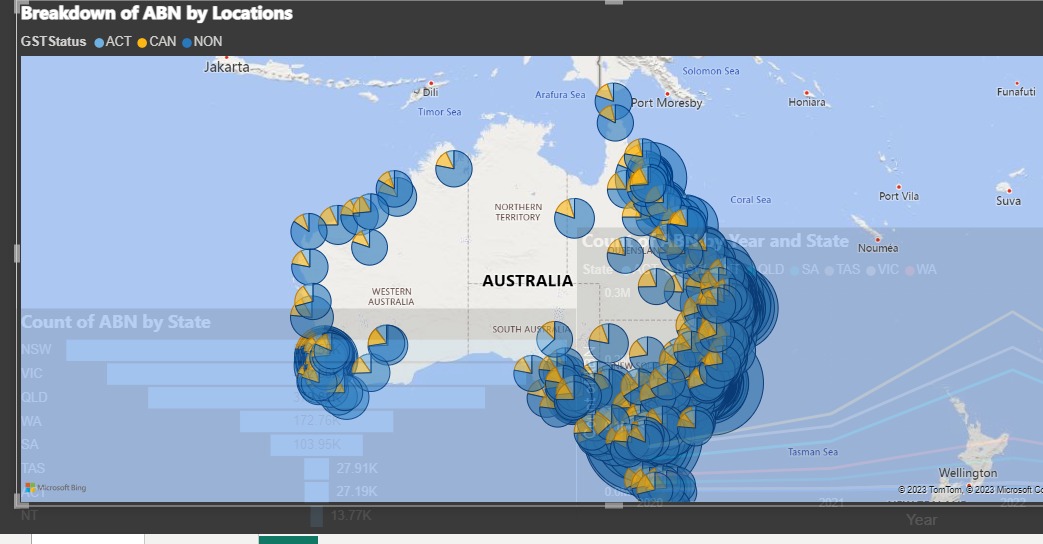 Breakdown of ABN by Locations
GSTStatus ACT CAN NON
Jakarta
Dili
Timor Sea
Arafura Sea
Port Moresby
Solomon Sea
Honiara
Funafuti
Coral Sea
Port Vila
Suva
Noumea
NORTHERN
TERRITORY
AUSTRALIA
WESTERN
AUSTRALIA
SOUTH AUSTRALIA
Count of ABN by Year and State
State ACT QLD SA TAS VIC WA
0.3M
Count of ABN by State
NSW
VIC
QLD
WA 172.76K
SA 103.95K
TAS 27.91K
ACT 27.19K
NT 13.77K
Tasman Sea
Wellington
Microsoft Bing
© 2023 TomTom, © 2023 Microsoft Co
2020 2021 2022
Year